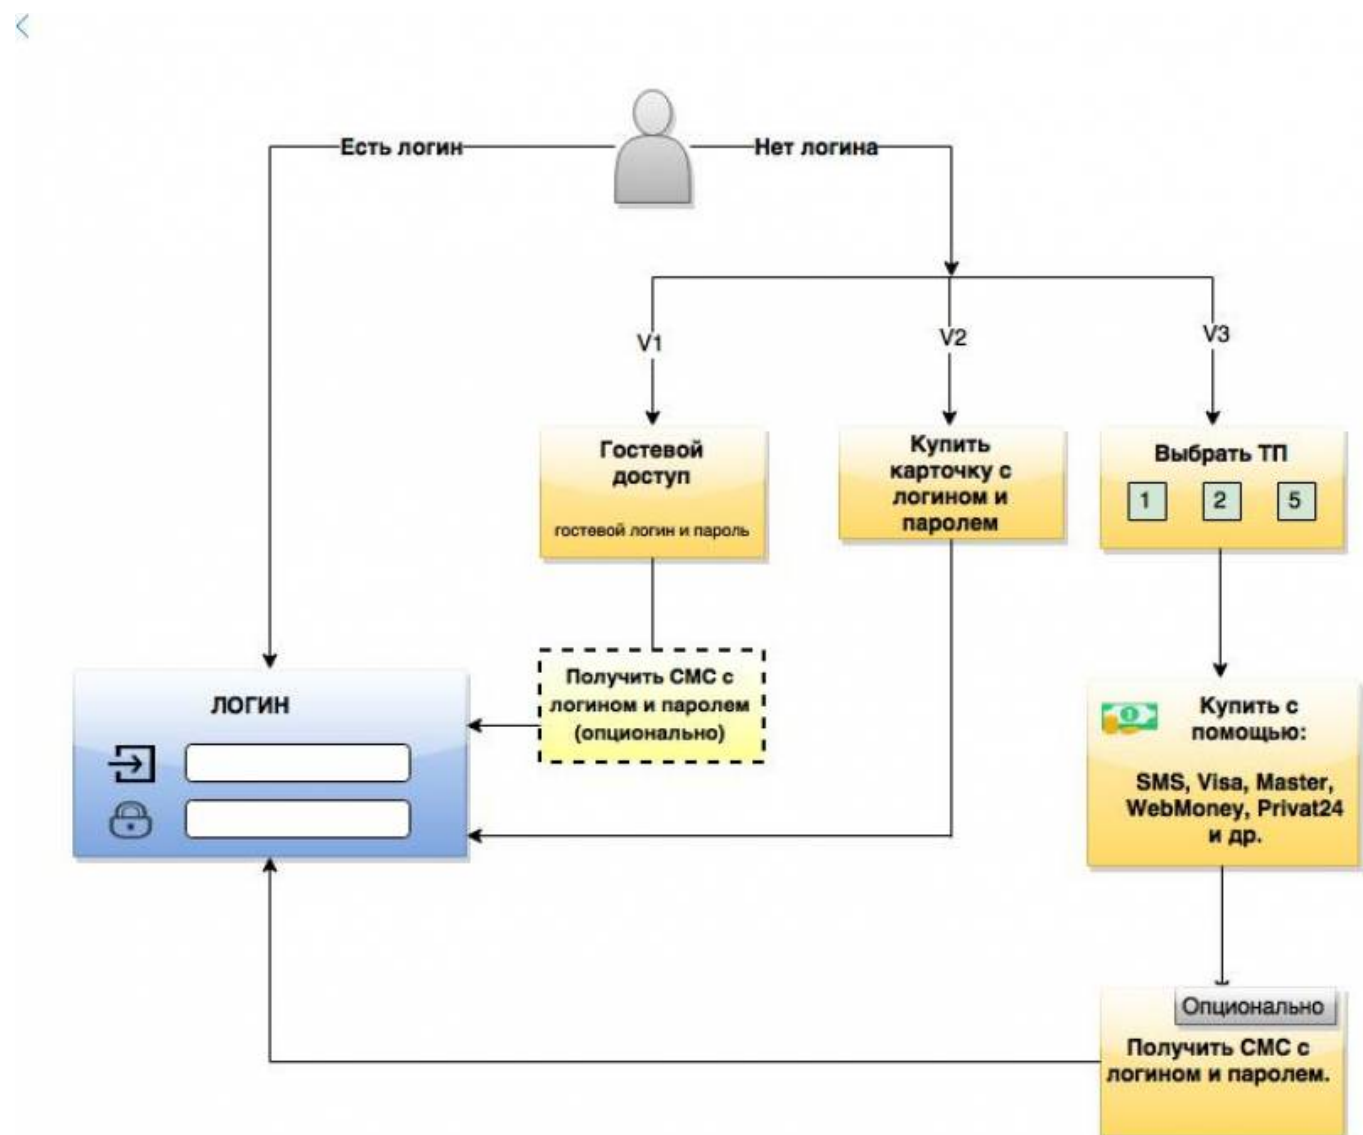 Есть логин
Нет логина
V1
V2
V3
Гостевой
доступ
гостевой логин и пароль
Купить
карточку с
логином и
паролем
Выбрать ТП
1
2
5
Получить СМС с
логином и паролем
(опционально)
ЛОГИН
Купить с
помощью:
SMS, Visa, Master,
WebMoney, Privat24
и др.
Опционально
Получить СМС с
логином и паролем.